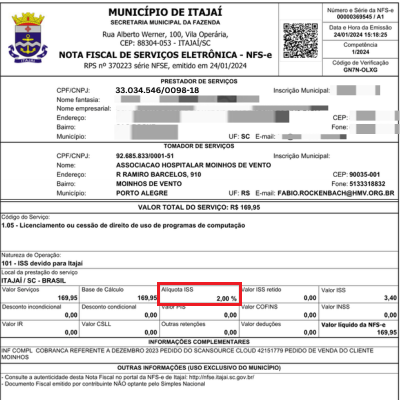 MUNICÍPIO DE ITAJAÍ
SECRETARIA MUNICIPAL DA FAZENDA
Rua Alberto Werner, 100, Vila Operária,
CEP: 88304-053 - ITAJAÍ/SC
NOTA FISCAL DE SERVIÇOS ELETRÔNICA - NFS-e
RPS nº 370223 série NFSE, emitido em 24/01/2024
Número e Série da NFS-e
00000369545 / A1
Data e Hora da Emissão
24/01/2024 15:18:25
Competência
1/2024
Código de Verificação
GN7N-OLXG
PRESTADOR DE SERVIÇOS
CPF/CNPJ: 33.034.546/0098-18 Inscrição Municipal:
Nome fantasia:
Nome empresarial:
Endereço: CEP:
Bairro: Fone:
Município: UF: SC E-mail:
TOMADOR DE SERVIÇOS
CPF/CNPJ: 92.685.833/0001-51 Inscrição Municipal:
Nome: ASSOCIACAO HOSPITALAR MOINHOS DE VENTO
Endereço: R RAMIRO BARCELOS, 910 CEP: 90035-001
Bairro: MOINHOS DE VENTO Fone: 5133318832
Município: PORTO ALEGRE UF: RS E-mail: FABIO.ROCKENBACH@HMV.ORG.BR
VALOR TOTAL DO SERVIÇO: R$ 169,95
Código do Serviço:
1.05 - Licenciamento ou cessão de direito de uso de programas de computação
Natureza de Operação:
101 - ISS devido para Itajaí
Local da prestação do serviço
ITAJAÍ / SC - BRASIL
Valor Serviços Base de Cálculo Alíquota ISS Valor ISS retido Valor ISS
169,95 169,95 2,00 % 0,00 3,40
Desconto incondicional Desconto condicional Valor PIS Valor COFINS Valor INSS
0,00 0,00 0,00 0,00 0,00
Valor IR Valor CSLL Outras retenções Valor deduções Valor líquido da NFS-e
0,00 0,00 0,00 0,00 169,95
INFORMAÇÕES COMPLEMENTARES
INF COMPL COBRANCA REFERENTE A DEZEMBRO 2023 PEDIDO DO SCANSOURCE CLOUD 42151779 PEDIDO DE VENDA DO CLIENTE
MOINHOS
OUTRAS INFORMAÇÕES (USO EXCLUSIVO DO MUNICÍPIO)
- Consulte a autenticidade desta Nota Fiscal no portal da NFS-e de Itajaí: http://nfse.itajai.sc.gov.br/
- Documento Fiscal emitido por contribuinte NÃO optante pelo Simples Nacional